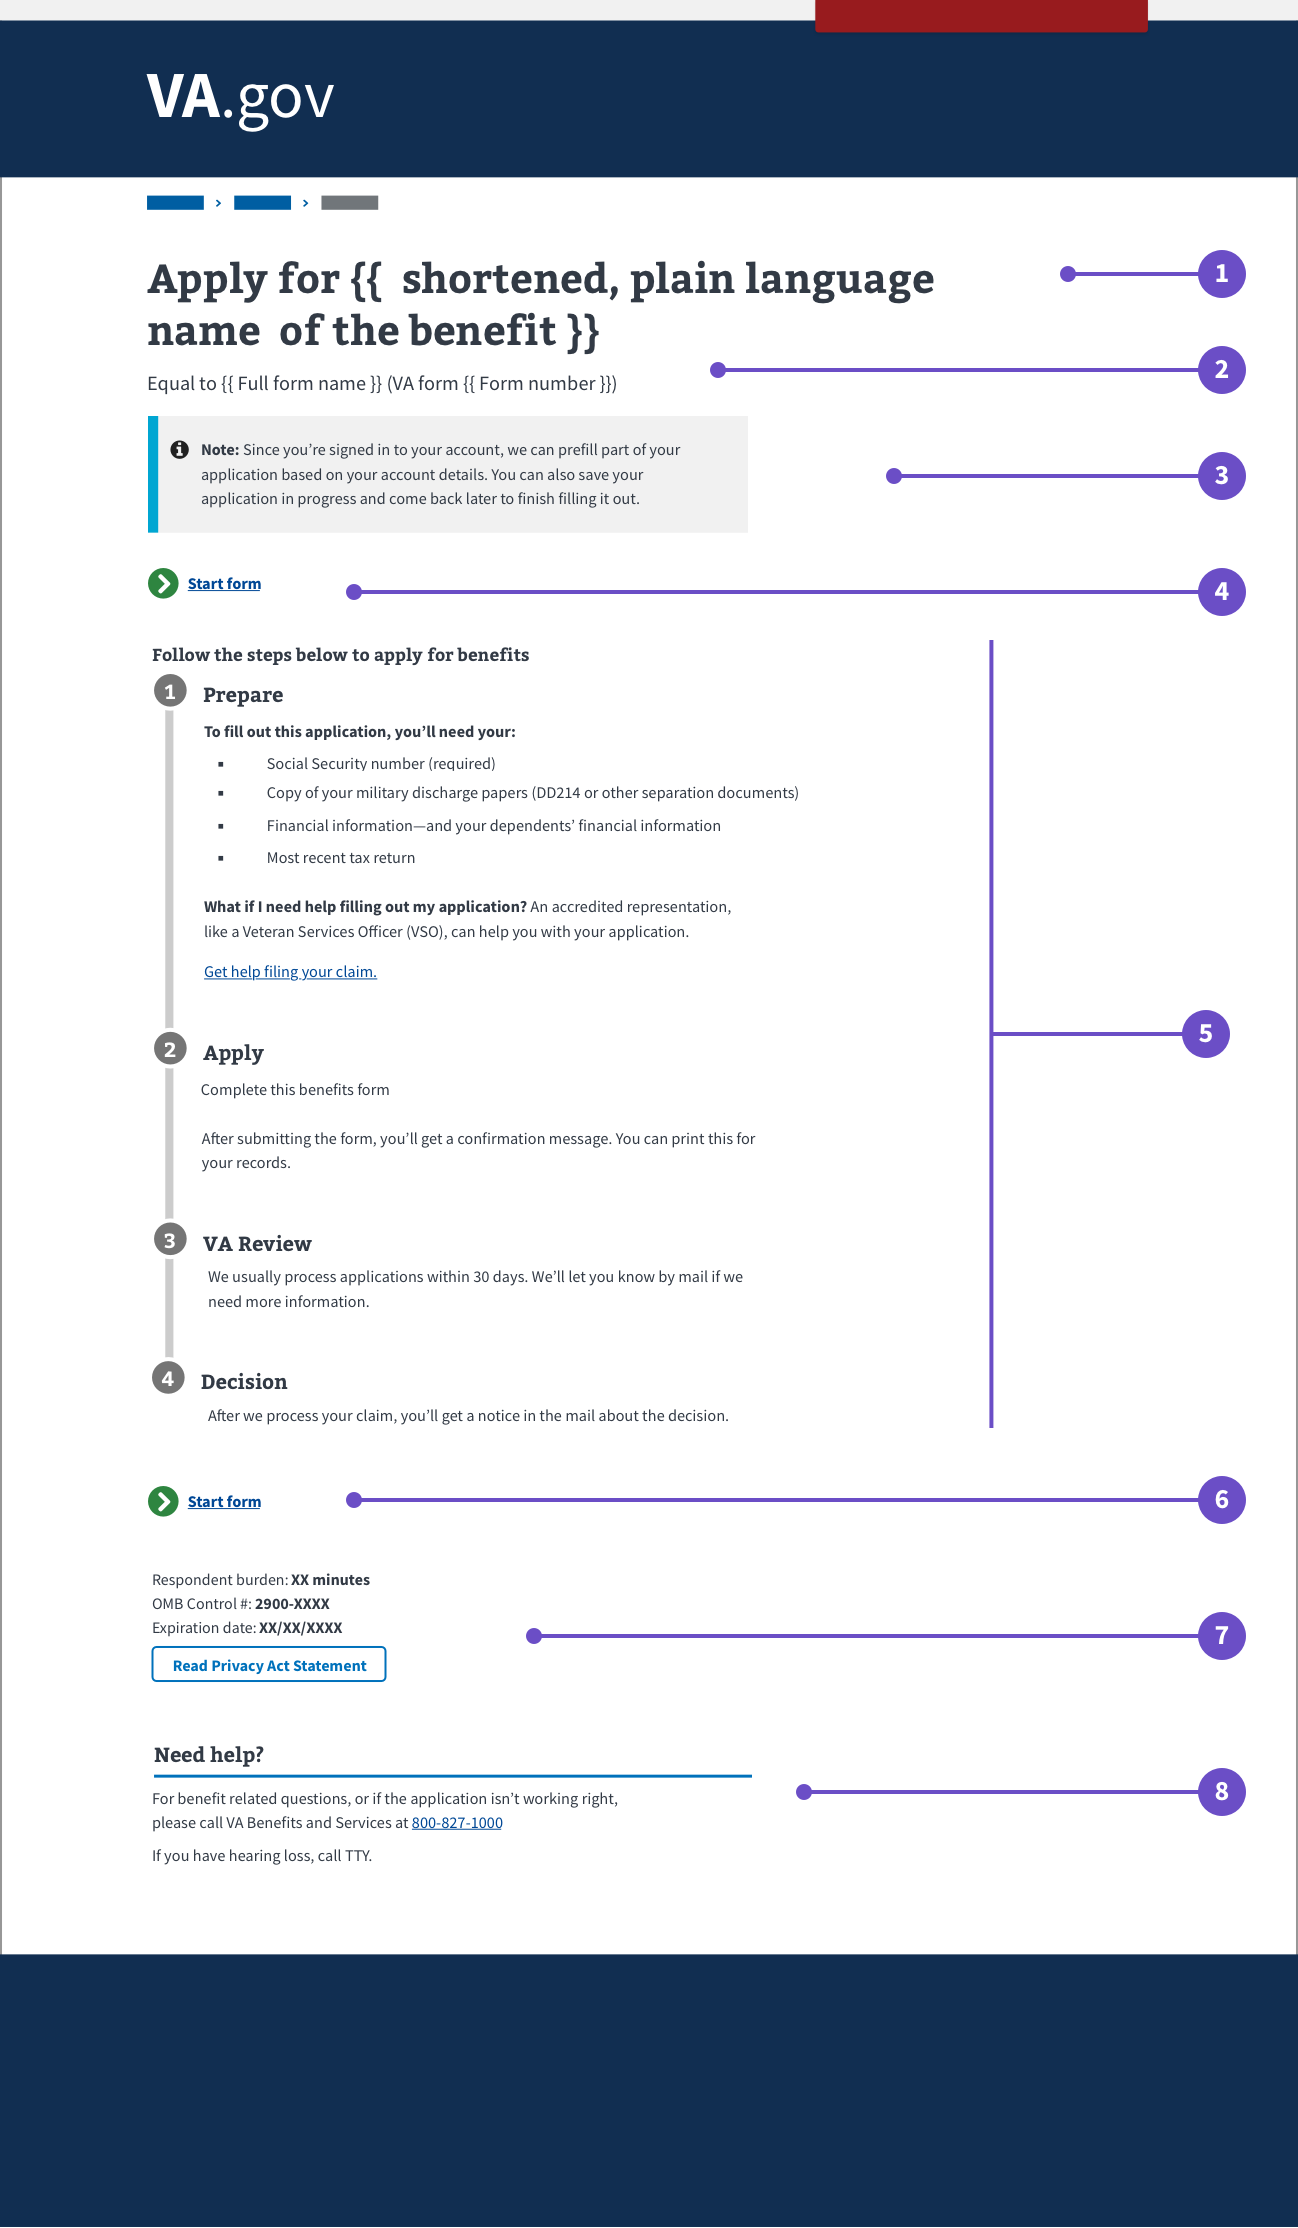 VA.gov
Apply for {{ shortened, plain language
name of the benefit }}
1
Equal to {{ Full form name }} (VA form {{ Form number }})
2
Note: Since you’re signed in to your account, we can prefill part of your
application based on your account details. You can also save your
application in progress and come back later to finish filling it out.
3
Start form
4
Follow the steps below to apply for benefits
1
Prepare
To fill out this application, you’ll need your:
▪ Social Security number (required)
▪ Copy of your military discharge papers (DD214 or other separation documents)
▪ Financial information—and your dependents’ financial information
▪ Most recent tax return
What if I need help filling out my application? An accredited representation,
like a Veteran Services Officer (VSO), can help you with your application.
Get help filing your claim.
5
2
Apply
Complete this benefits form
After submitting the form, you’ll get a confirmation message. You can print this for
your records.
3
VA Review
We usually process applications within 30 days. We’ll let you know by mail if we
need more information.
4
Decision
After we process your claim, you’ll get a notice in the mail about the decision.
Start form
6
Respondent burden: XX minutes
OMB Control #: 2900-XXXX
Expiration date: XX/XX/XXXX
7
Read Privacy Act Statement
Need help?
8
For benefit related questions, or if the application isn’t working right,
please call VA Benefits and Services at 800-827-1000
If you have hearing loss, call TTY.